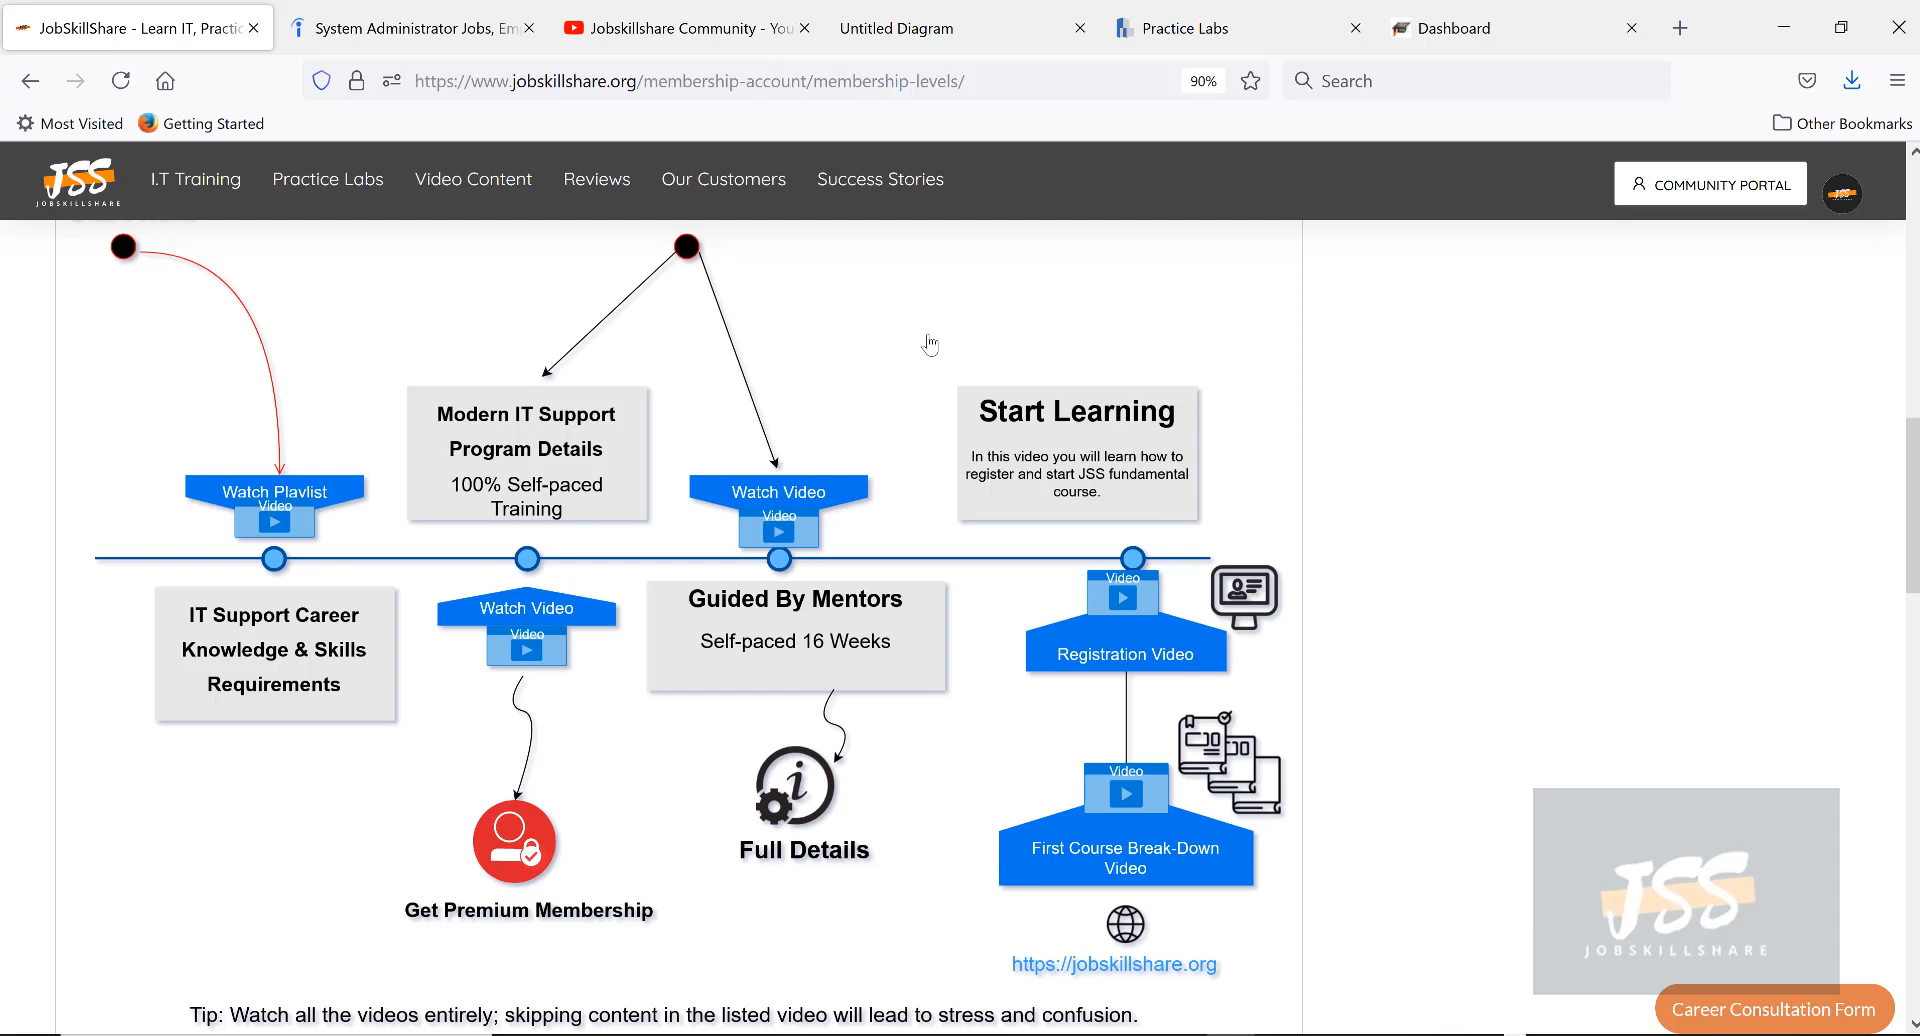 JobSkillShare - Learn IT, Practic
System Administrator Jobs, Em
Jobskillshare Community - You
Untitled Diagram
Practice Labs
Dashboard
https://www.jobskillshare.org/membership-account/membership-levels/
90%
Search
Most Visited
Getting Started
Other Bookmarks
JSS
JOBSKILLSHARE
I.T Training
Practice Labs
Video Content
Reviews
Our Customers
Success Stories
COMMUNITY PORTAL
JSS
Modern IT Support
Program Details
100% Self-paced
Training
Start Learning
In this video you will learn how to
register and start JSS fundamental
course.
Watch Playlist
Video
Watch Video
Video
IT Support Career
Knowledge & Skills
Requirements
Watch Video
Video
Guided By Mentors
Self-paced 16 Weeks
Video
Registration Video
Video
First Course Break-Down
Video
Get Premium Membership
i
Full Details
https://jobskillshare.org
JSS
JOBSKILLSHARE
Career Consultation Form
Tip: Watch all the videos entirely; skipping content in the listed video will lead to stress and confusion.